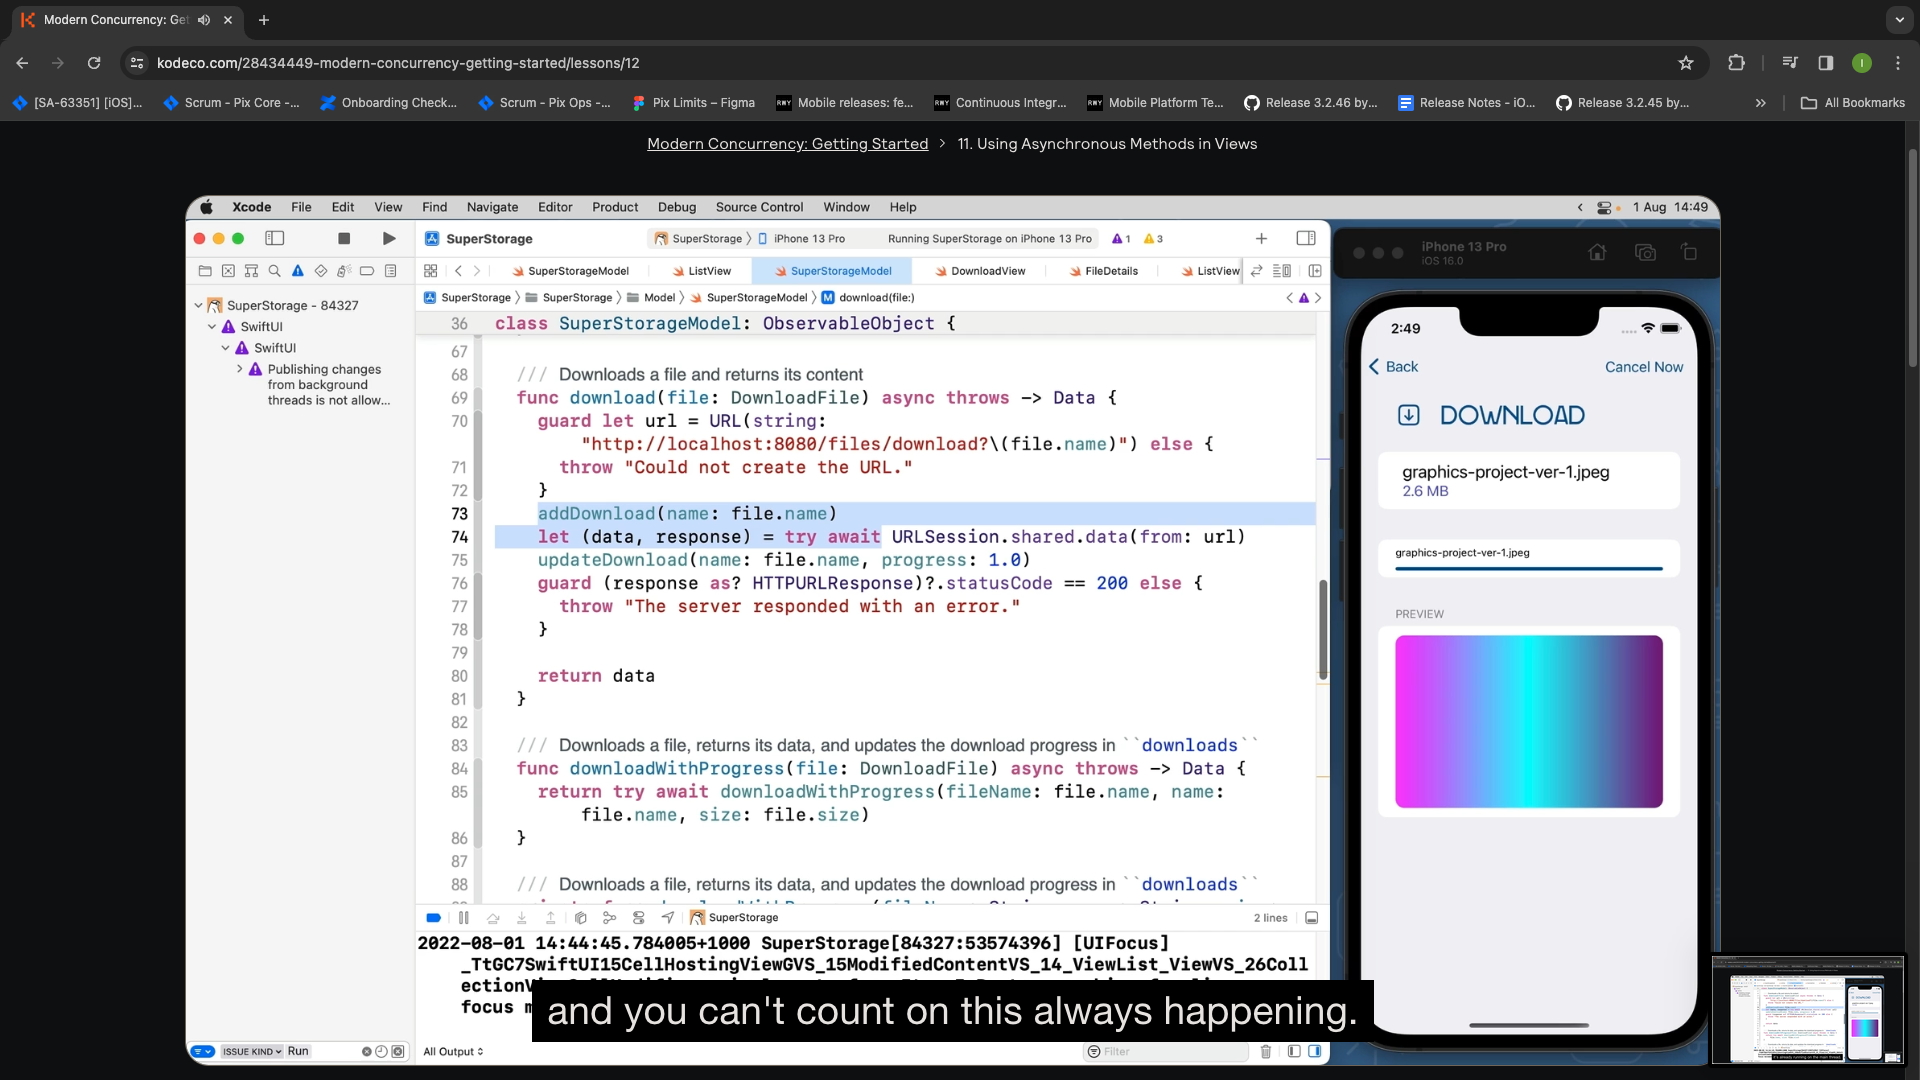 Modern Concurrency: Get
kodeco.com/28434449-modern-concurrency-getting-started/lessons/12
[SA-63351] [iOS]...
Scrum - Pix Core -...
Onboarding Check...
Scrum - Pix Ops -...
Pix Limits – Figma
Mobile releases: fe...
Continuous Integr...
Mobile Platform Te...
Release 3.2.46 by...
Release Notes - iO...
Release 3.2.45 by...
All Bookmarks
Modern Concurrency: Getting Started > 11. Using Asynchronous Methods in Views
Xcode File Edit View Find Navigate Editor Product Debug Source Control Window Help
1 Aug 14:49
SuperStorage
SuperStorage 〉 iPhone 13 Pro
Running SuperStorage on iPhone 13 Pro
1 3
SuperStorageModel
ListView
SuperStorageModel
DownloadView
FileDetails
ListView
SuperStorage 〉 SuperStorage 〉 Model 〉 SuperStorageModel 〉 M download(file:)
SuperStorage - 84327
SwiftUI
SwiftUI
Publishing changes
from background
threads is not allow...
36 class SuperStorageModel: ObservableObject {
67
68 /// Downloads a file and returns its content
69 func download(file: DownloadFile) async throws -> Data {
70 guard let url = URL(string:
"http://localhost:8080/files/download?\(file.name)") else {
71 throw "Could not create the URL."
72 }
73 addDownload(name: file.name)
74 let (data, response) = try await URLSession.shared.data(from: url)
75 updateDownload(name: file.name, progress: 1.0)
76 guard (response as? HTTPURLResponse)?.statusCode == 200 else {
77 throw "The server responded with an error."
78 }
79
80 return data
81 }
82
83 /// Downloads a file, returns its data, and updates the download progress in ``downloads``
84 func downloadWithProgress(file: DownloadFile) async throws -> Data {
85 return try await downloadWithProgress(fileName: file.name, name:
file.name, size: file.size)
86 }
87
88 /// Downloads a file, returns its data, and updates the download progress in ``downloads``
SuperStorage
2 lines
2022-08-01 14:44:45.784005+1000 SuperStorage[84327:53574396] [UIFocus]
_TtGC7SwiftUI15CellHostingViewGVS_15ModifiedContentVS_14_ViewList_ViewVS_26Coll
focus
and you can't count on this always happening.
ISSUE KIND Run
All Output
Filter
iPhone 13 Pro
iOS 16.0
2:49
Back
Cancel Now
DOWNLOAD
graphics-project-ver-1.jpeg
2.6 MB
graphics-project-ver-1.jpeg
PREVIEW